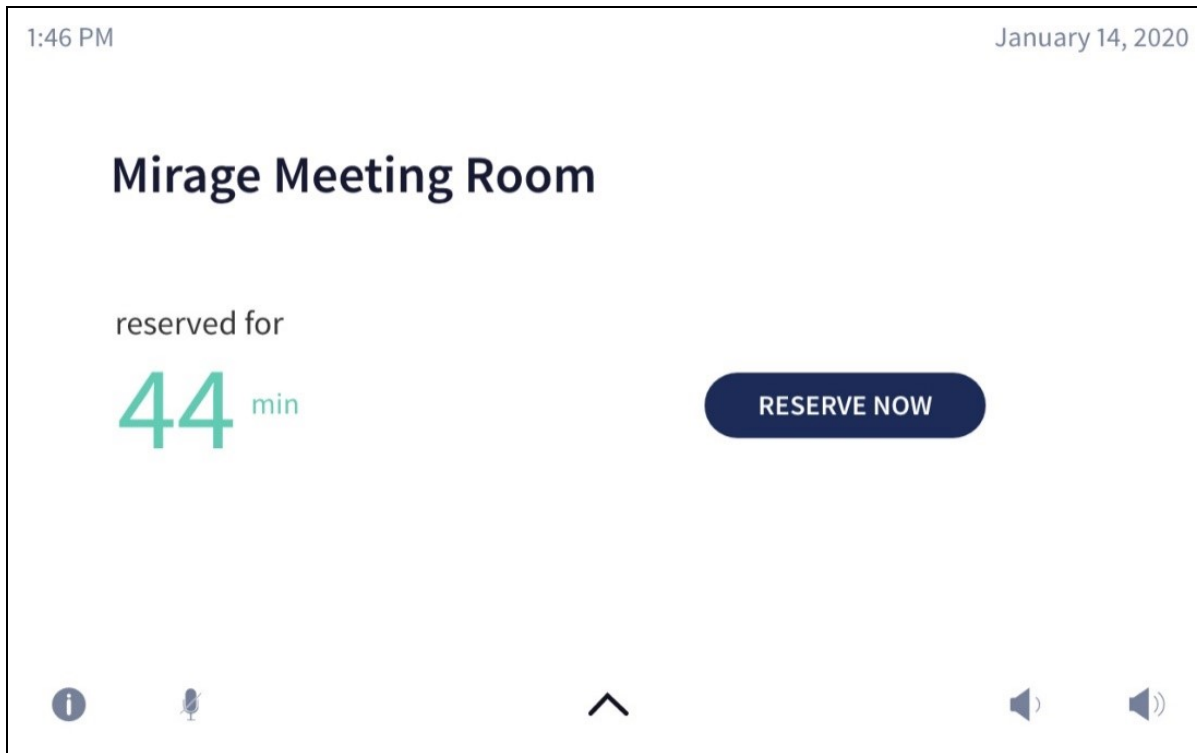 1:46 PM January 14, 2020
Mirage Meeting Room
reserved for
44 min
RESERVE NOW